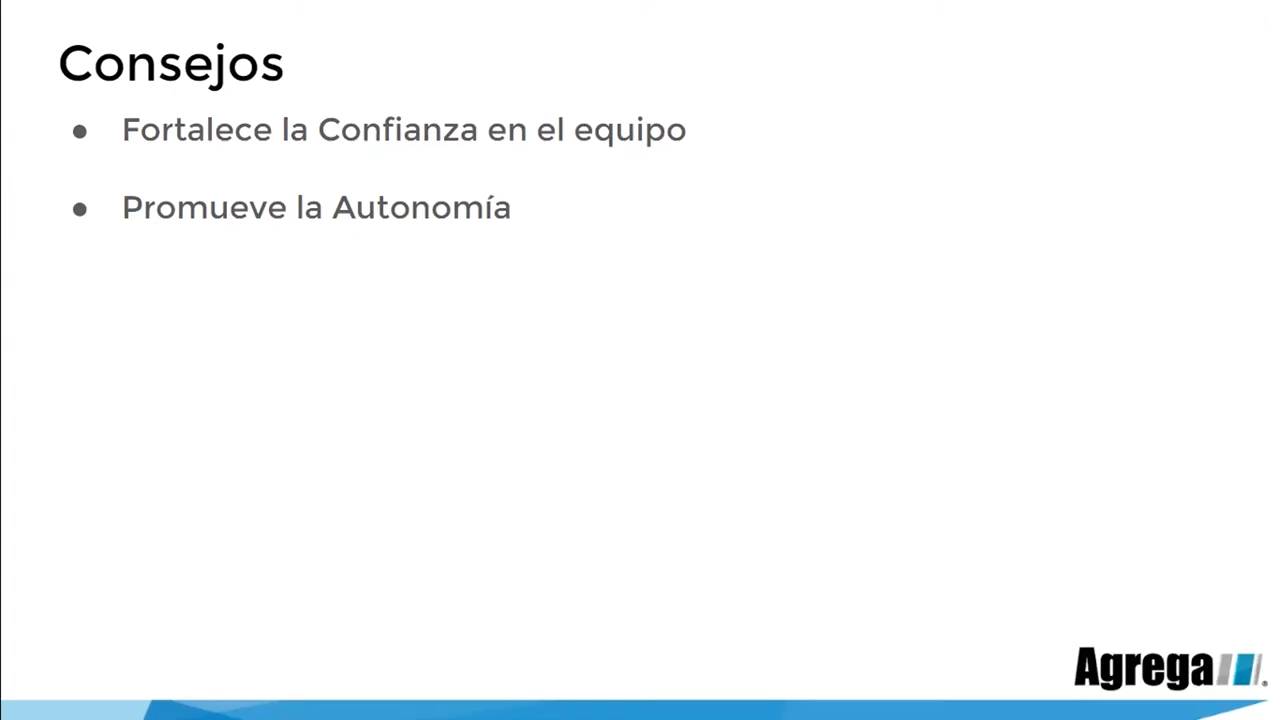 Consejos
● Fortalece la Confianza en el equipo
● Promueve la Autonomía
Agrega ®